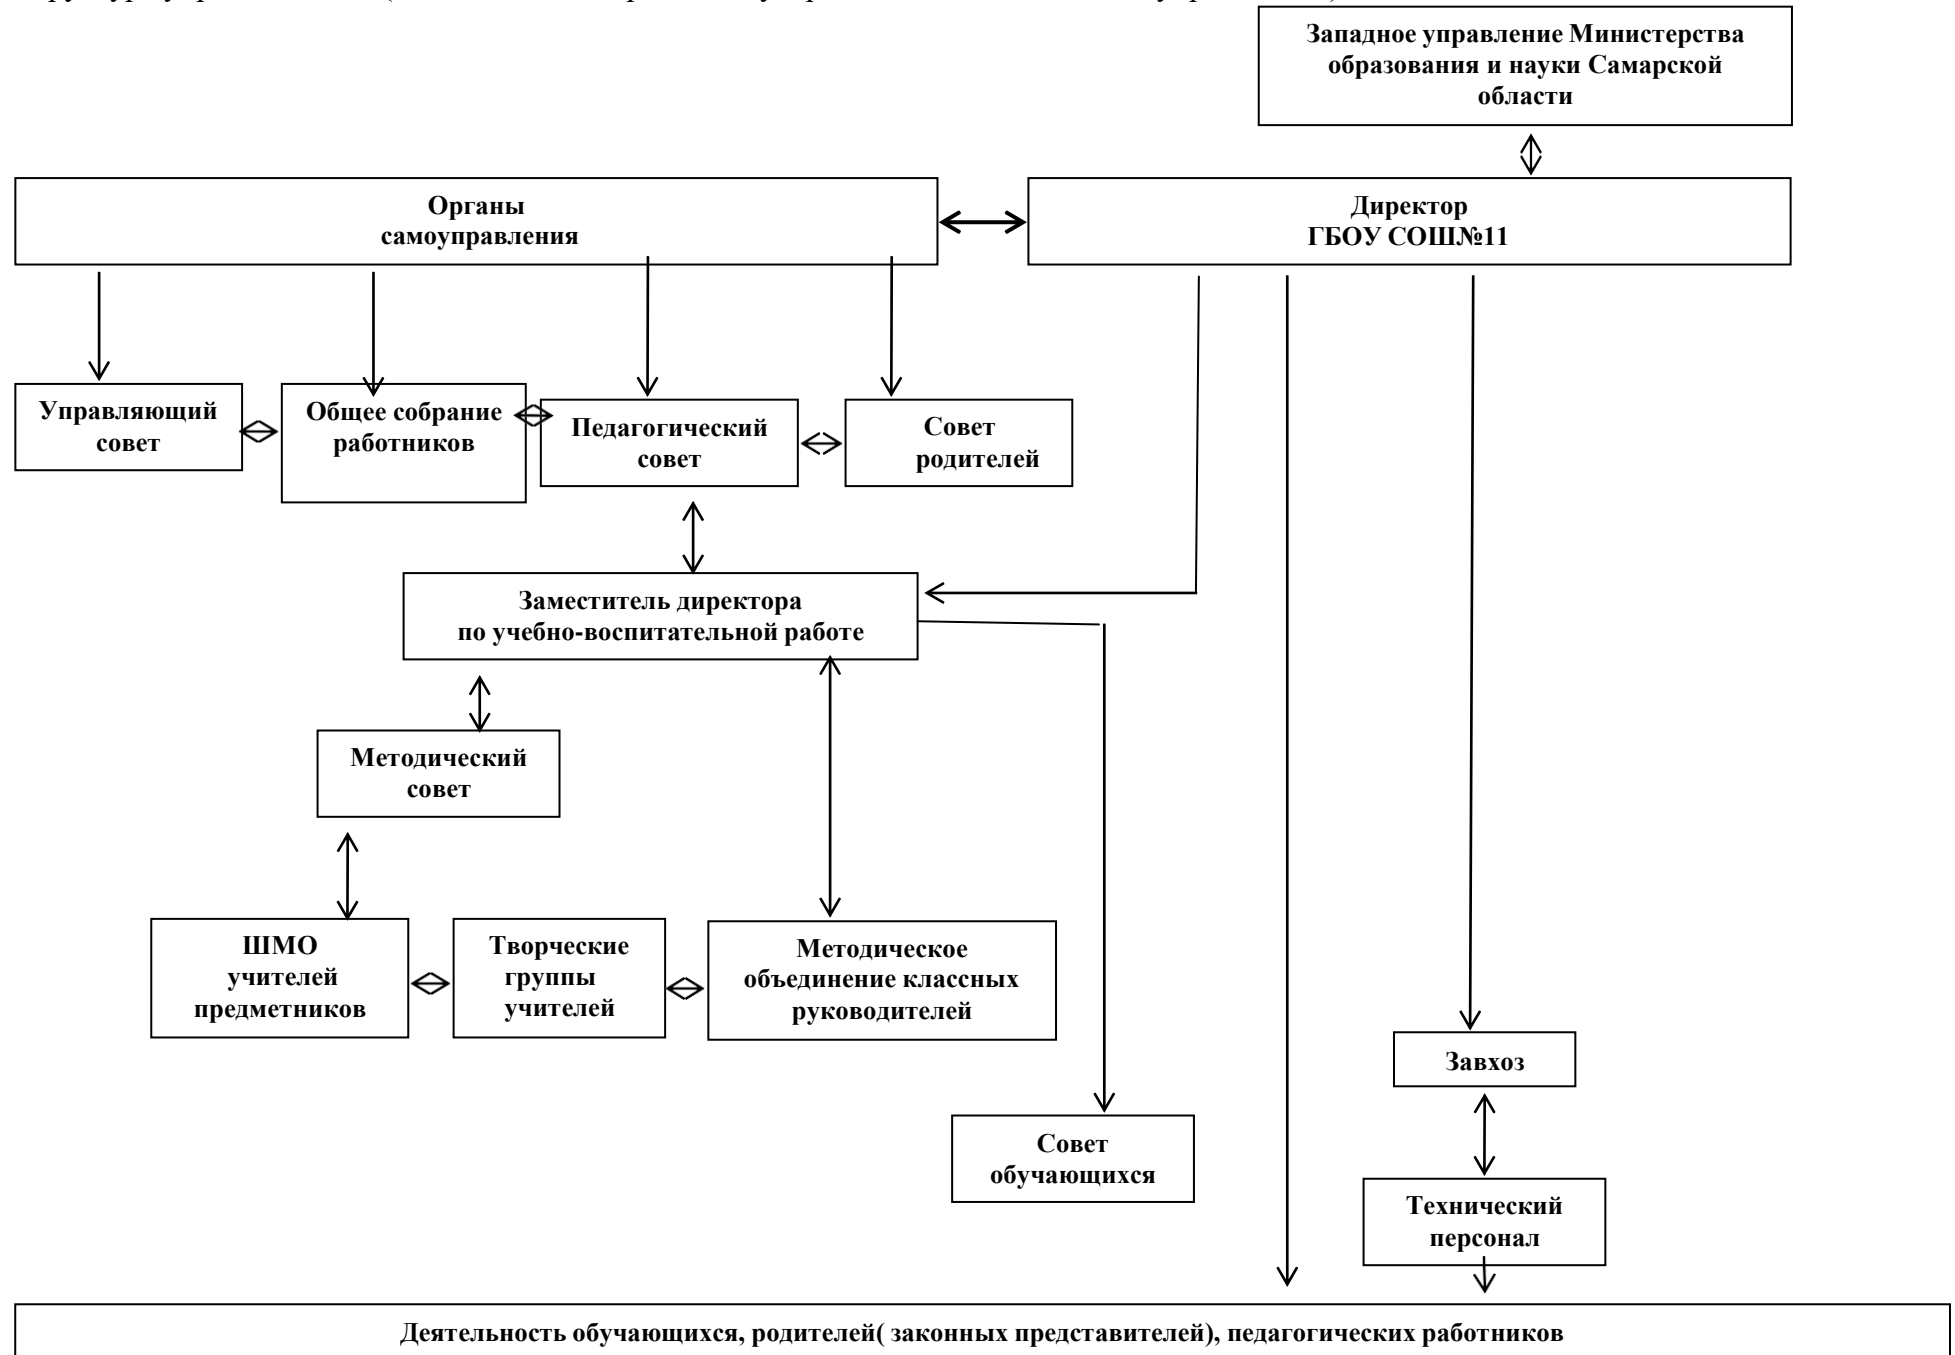 Западное управление Министерства
образования и науки Самарской
области
Органы
самоуправления
Директор
ГБОУ СОШ№11
Управляющий
совет
Общее собрание
работников
Педагогический
совет
Совет
родителей
Заместитель директора
по учебно-воспитательной работе
Методический
совет
ШМО
учителей
предметников
Творческие
группы
учителей
Методическое
объединение классных
руководителей
Завхоз
Совет
обучающихся
Технический
персонал
Деятельность обучающихся, родителей( законных представителей), педагогических работников